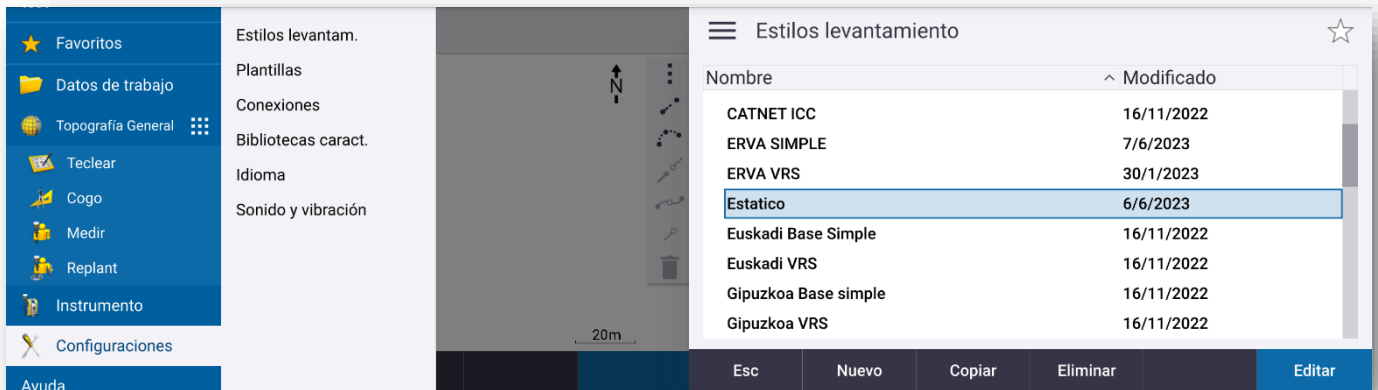 Favoritos
Datos de trabajo
Topografía General
Teclear
Cogo
Medir
Replant
Instrumento
Configuraciones
Ayuda
Estilos levantam.
Plantillas
Conexiones
Bibliotecas caract.
Idioma
Sonido y vibración
N
20m
Estilos levantamiento
Nombre Modificado
CATNET ICC 16/11/2022
ERVA SIMPLE 7/6/2023
ERVA VRS 30/1/2023
Estatico 6/6/2023
Euskadi Base Simple 16/11/2022
Euskadi VRS 16/11/2022
Gipuzkoa Base simple 16/11/2022
Gipuzkoa VRS 16/11/2022
Esc Nuevo Copiar Eliminar Editar